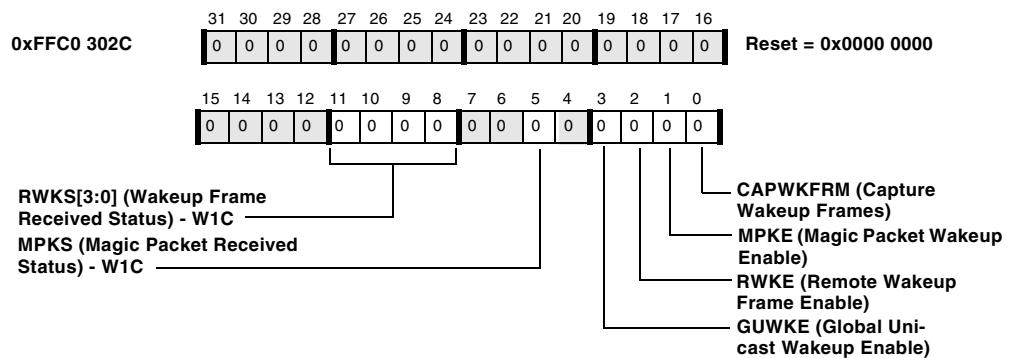 31 30 29 28 27 26 25 24 23 22 21 20 19 18 17 16
0xFFC0 302C 0 0 0 0 0 0 0 0 0 0 0 0 0 0 0 0 Reset = 0x0000 0000
15 14 13 12 11 10 9 8 7 6 5 4 3 2 1 0
0 0 0 0 0 0 0 0 0 0 0 0 0 0 0 0
RWKS[3:0] (Wakeup Frame
Received Status) - W1C
MPKS (Magic Packet Received
Status) - W1C
CAPWKFRM (Capture
Wakeup Frames)
MPKE (Magic Packet Wakeup
Enable)
RWKE (Remote Wakeup
Frame Enable)
GUWKE (Global Uni-
cast Wakeup Enable)